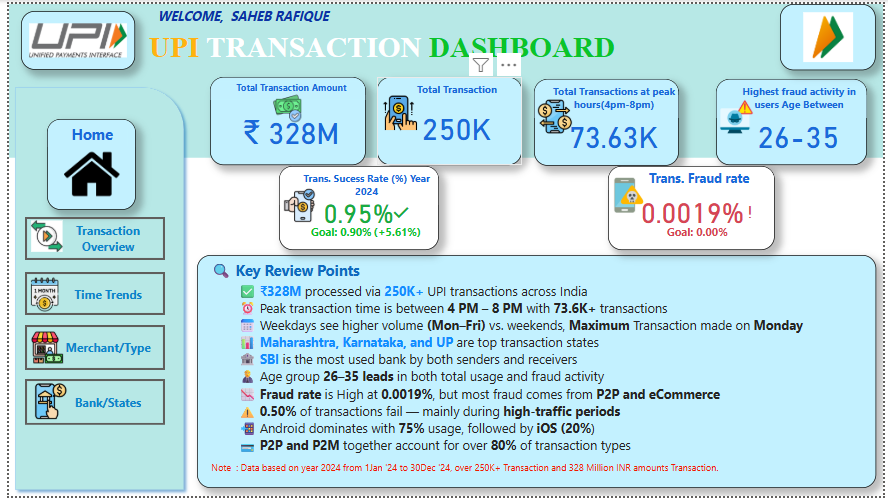 WELCOME, SAHEB RAFIQUE
UPI
UNIFIED PAYMENTS INTERFACE
UPI TRANSACTION DASHBOARD
Total Transaction Amount
₹ 328M
Total Transaction
250K
Total Transactions at peak
hours(4pm-8pm)
73.63K
Highest fraud activity in
users Age Between
26-35
Home
Trans. Sucess Rate (%) Year
2024
0.95%
Goal: 0.90% (+5.61%)
Trans. Fraud rate
0.0019% !
Goal: 0.00%
Transaction
Overview
Time Trends
Merchant/Type
Bank/States
Key Review Points
₹328M processed via 250K+ UPI transactions across India
Peak transaction time is between 4 PM – 8 PM with 73.6K+ transactions
Weekdays see higher volume (Mon–Fri) vs. weekends, Maximum Transaction made on Monday
Maharashtra, Karnataka, and UP are top transaction states
SBI is the most used bank by both senders and receivers
Age group 26–35 leads in both total usage and fraud activity
Fraud rate is High at 0.0019%, but most fraud comes from P2P and eCommerce
0.50% of transactions fail — mainly during high-traffic periods
Android dominates with 75% usage, followed by iOS (20%)
P2P and P2M together account for over 80% of transaction types
Note : Data based on year 2024 from 1Jan '24 to 30Dec '24, over 250K+ Transaction and 328 Million INR amounts Transaction.